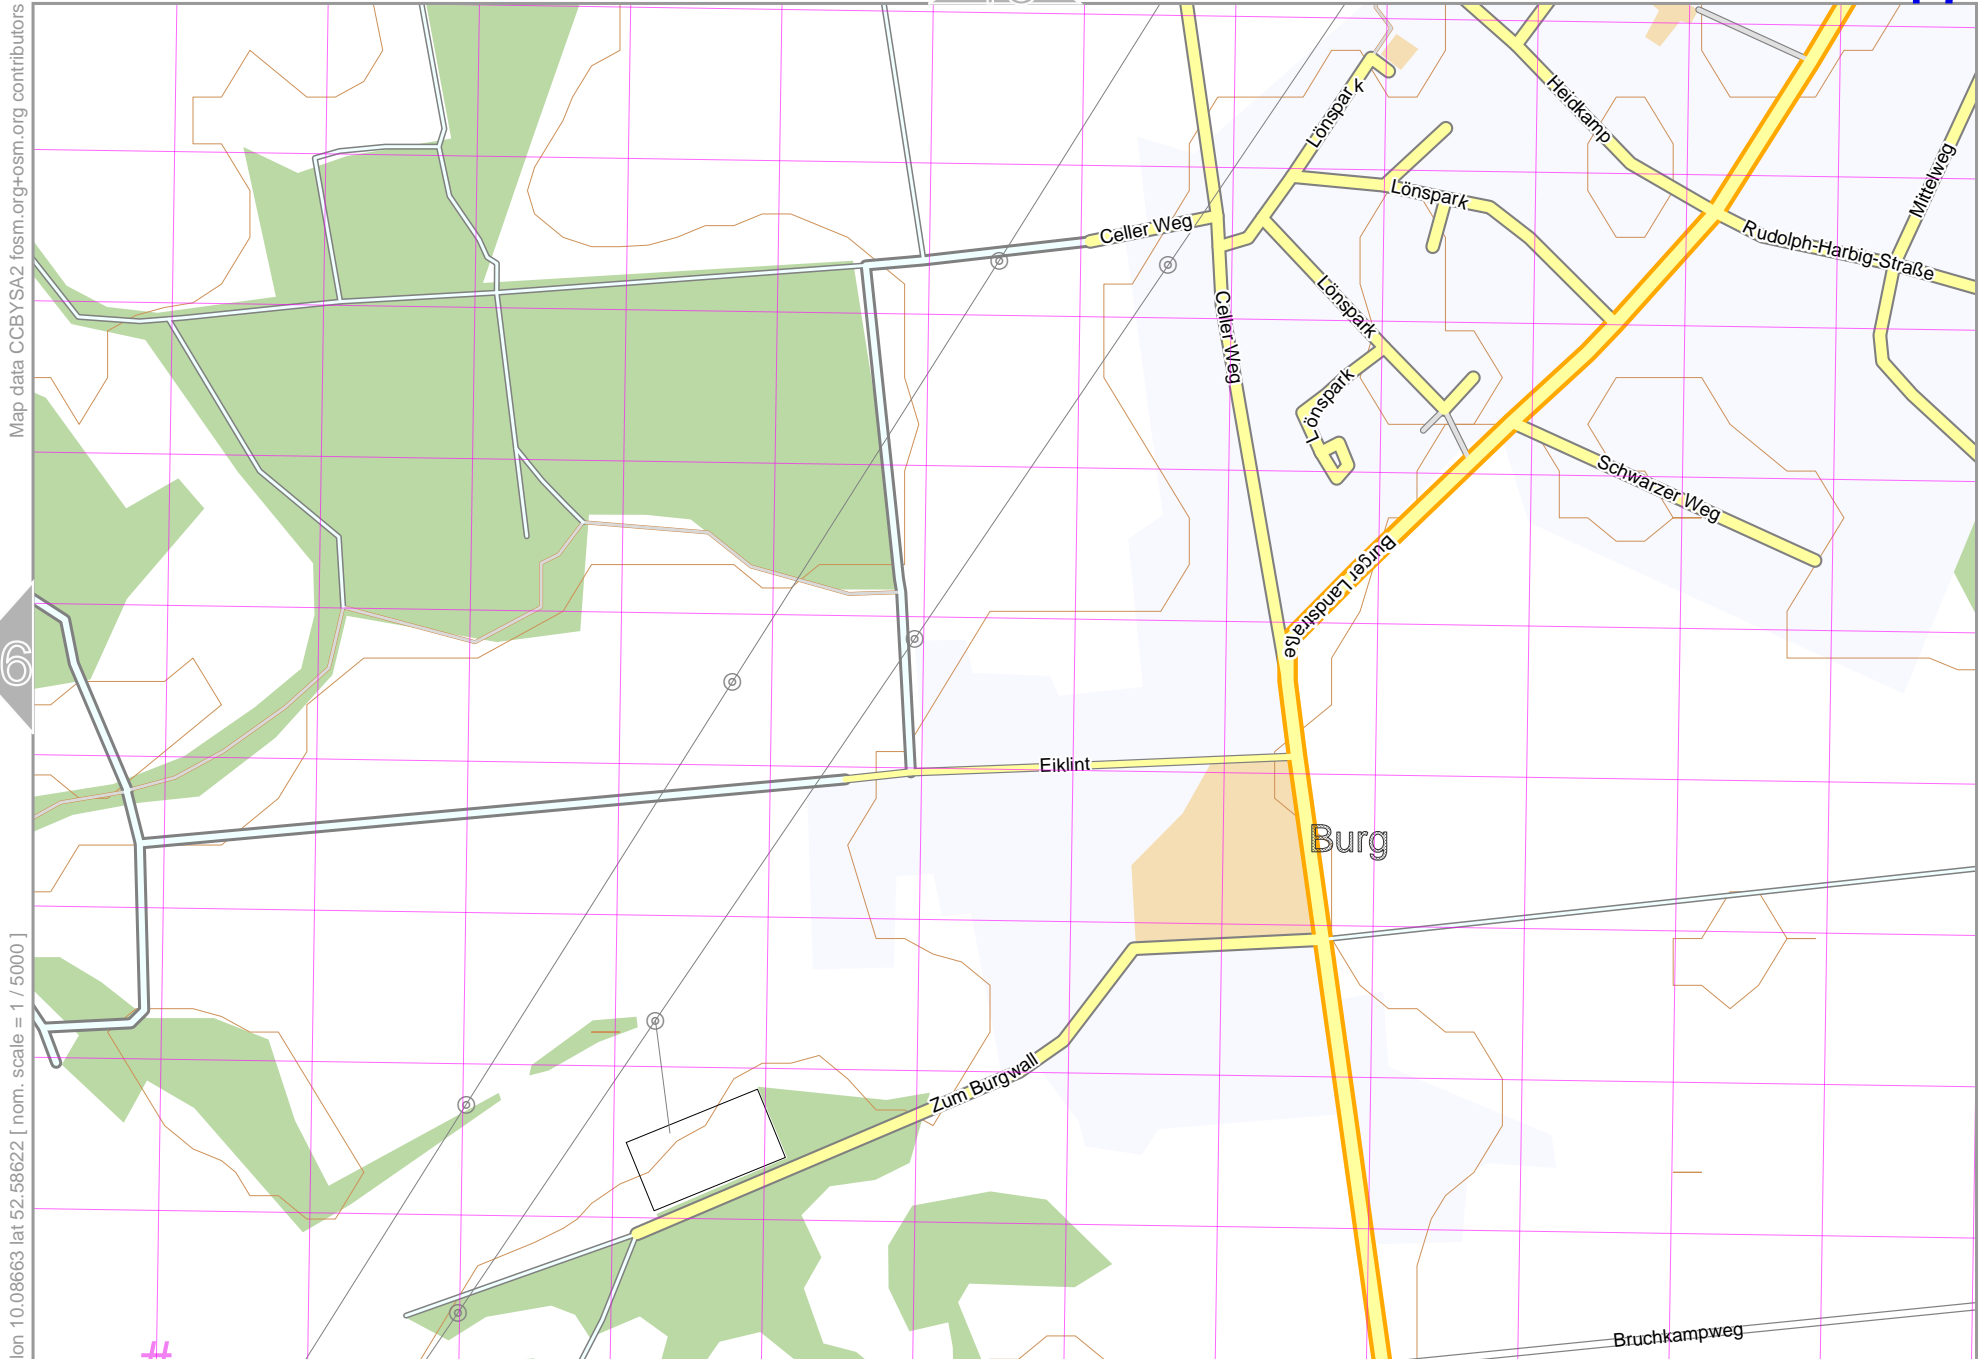 Map data CCBYSA2 fosm.org+osm.org contributors
lon 10.08663 lat 52.58622 [ nom. scale = 1 / 5000 ]
6
Lönspark
Heidkamp
Mittelweg
Lönspark
Celler Weg
Rudolph-Harbig-Straße
Lönspark
Celler Weg
Lönspark
Schwarzer Weg
Burger Landstraße
Eiklint
Burg
Zum Burgwall
Bruchkampweg
#